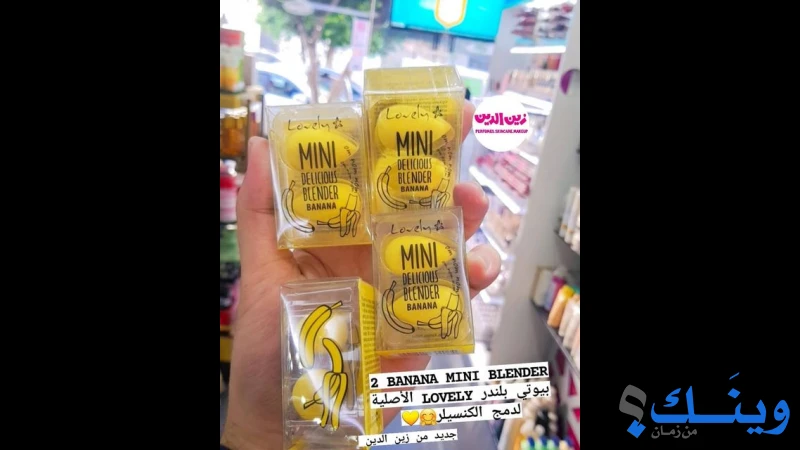 Lovely
MINI
DELICIOUS
BLENDER
BANANA
Lovely
MINI
DELICIOUS
BLENDER
BANANA
Lovely
MINI
DELICIOUS
BLENDER
BANANA
زين الدين
PERFUMES. SKINCARE. MAKEUP
2 BANANA MINI BLENDER
بيوتي بلندر LOVELY الأصلية
لدمج الكنسيلر🤗💛
جديد من زين الدين
وينك؟
من زمان